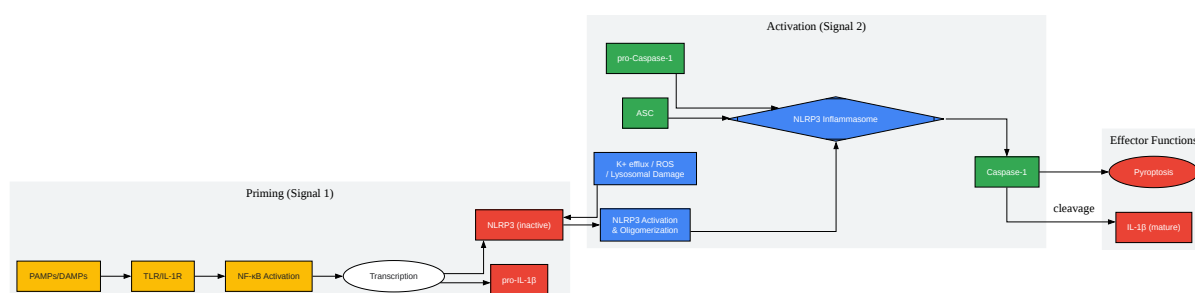 Activation (Signal 2)
pro-Caspase-1
ASC
NLRP3 Inflammasome
K+ efflux / ROS
/ Lysosomal Damage
NLRP3 Activation
& Oligomerization
Caspase-1
Effector Functions
Pyroptosis
cleavage
IL-1β (mature)
Priming (Signal 1)
NLRP3 (inactive)
PAMPs/DAMPs
TLR/IL-1R
NF-κB Activation
Transcription
pro-IL-1β